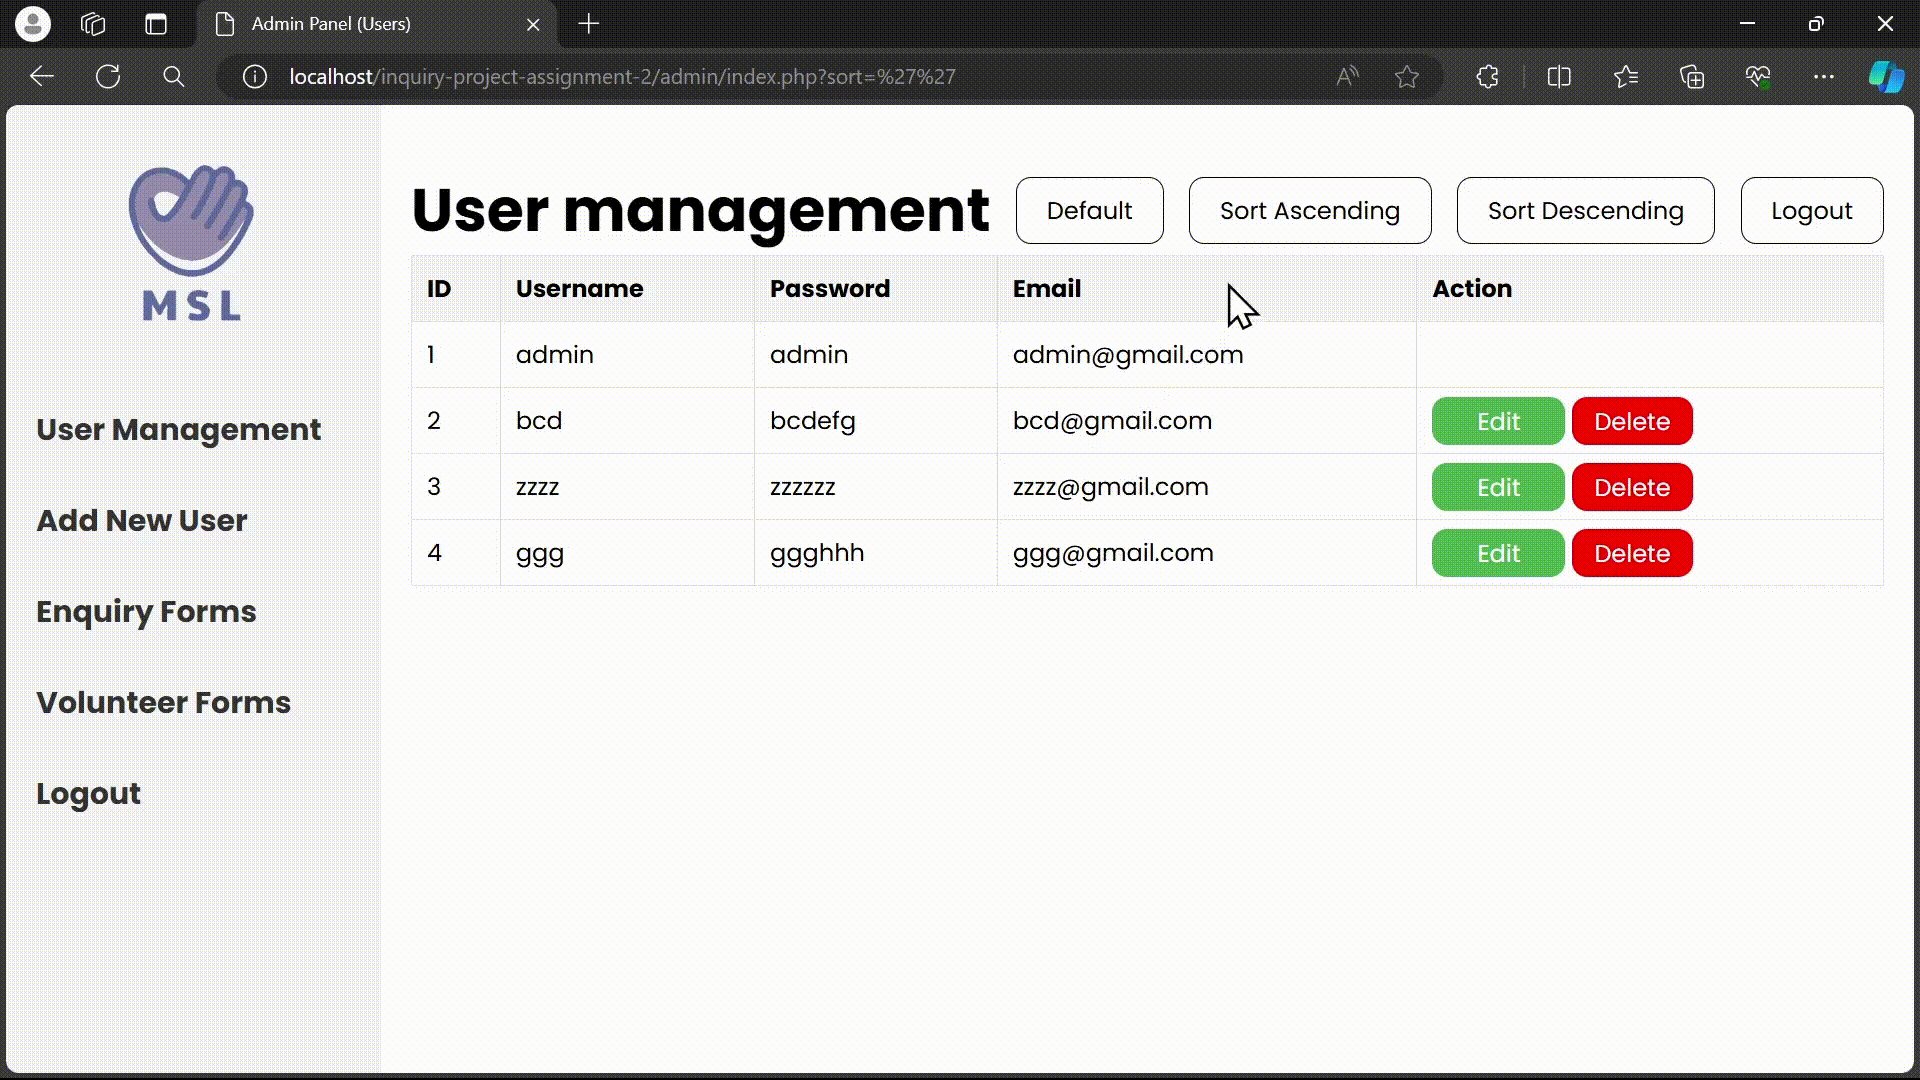 Admin Panel (Users)
localhost/inquiry-project-assignment-2/admin/index.php?sort=%27%27
MSL
User Management
Add New User
Enquiry Forms
Volunteer Forms
Logout
User management Default Sort Ascending Sort Descending Logout
ID Username Password Email Action
1 admin admin admin@gmail.com
2 bcd bcdefg bcd@gmail.com Edit Delete
3 zzzz zzzzzz zzzz@gmail.com Edit Delete
4 ggg ggghhh ggg@gmail.com Edit Delete